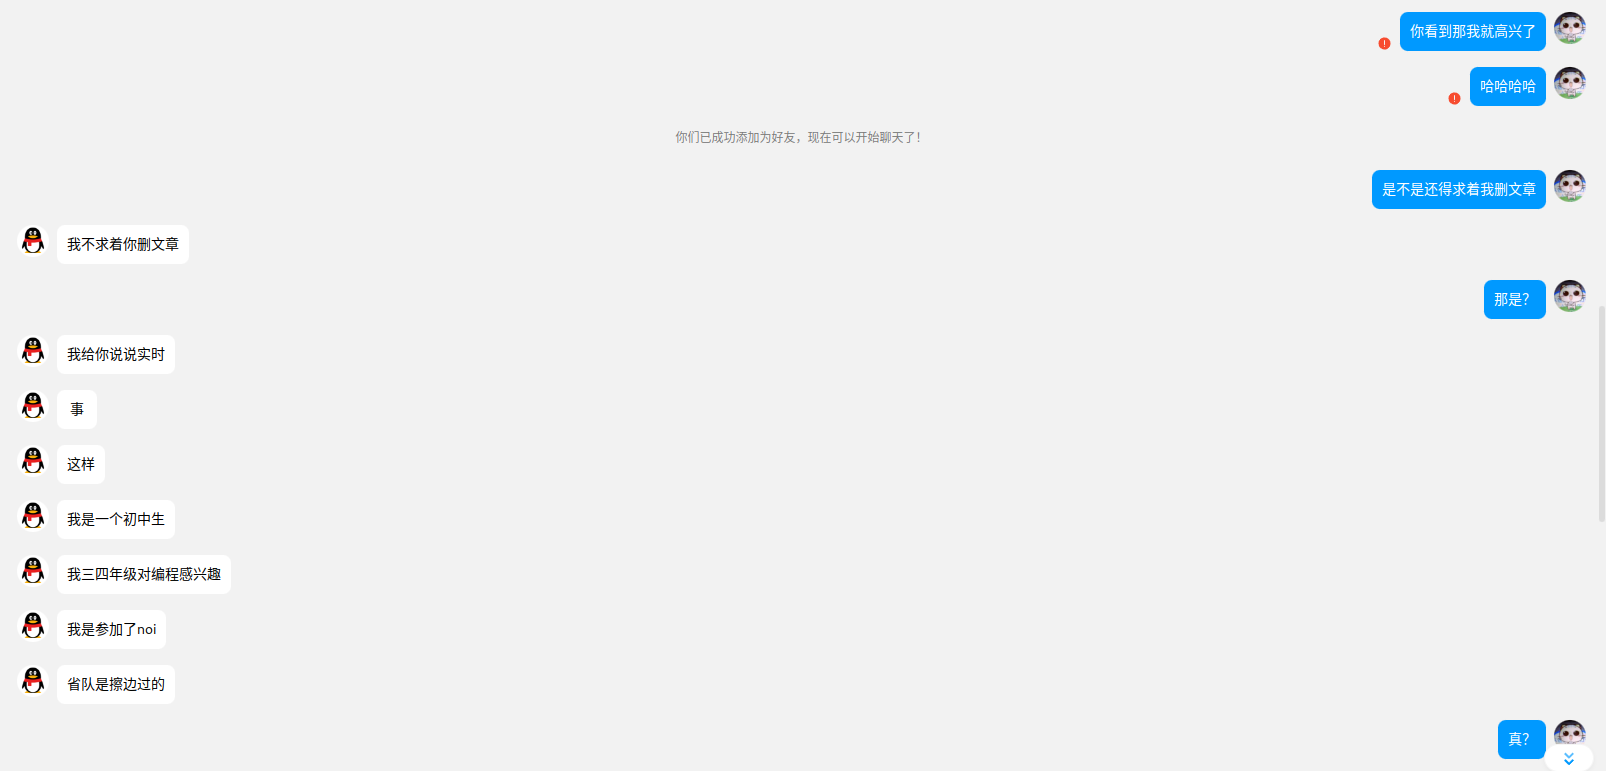 你看到那我就高兴了
哈哈哈哈
你们已成功添加为好友，现在可以开始聊天了！
是不是还得求着我删文章
我不求着你删文章
那是？
我给你说说实时
事
这样
我是一个初中生
我三四年级对编程感兴趣
我是参加了noi
省队是擦边过的
真？